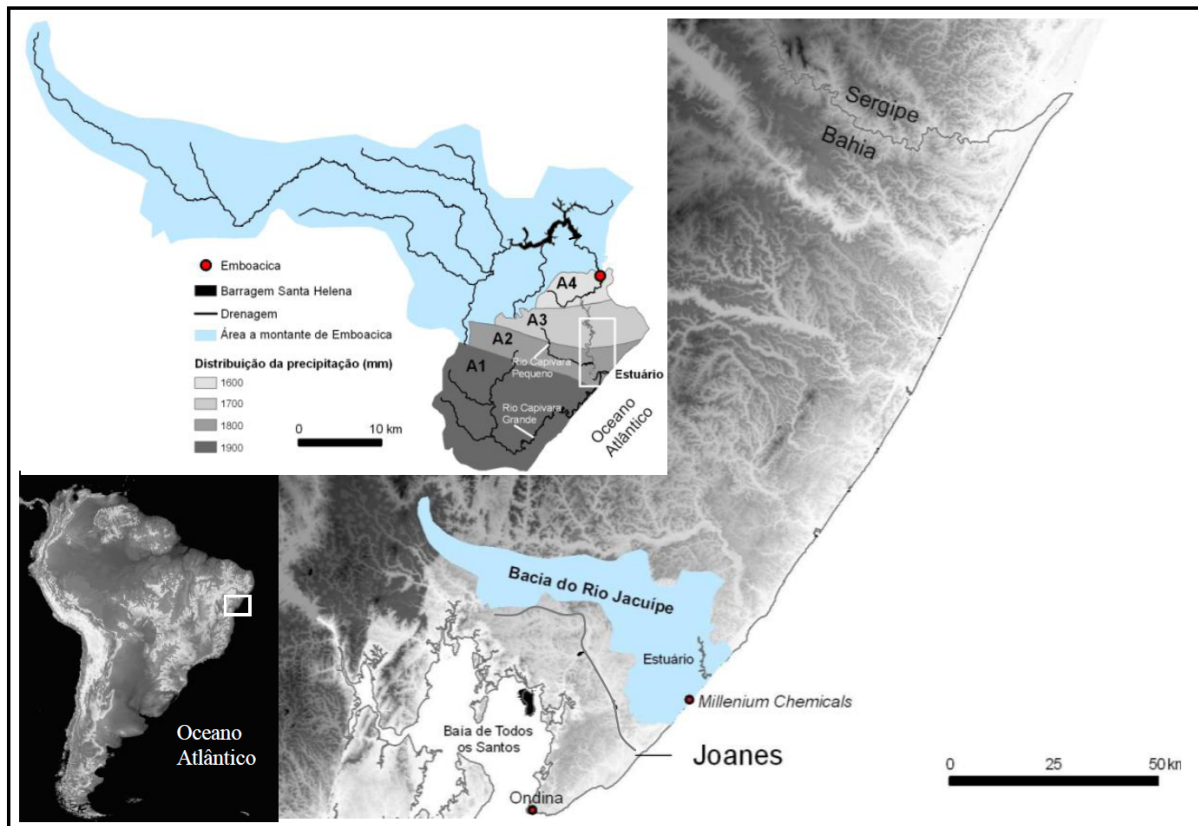 Emboacica
Barragem Santa Helena
Drenagem
Área a montante de Emboacica
Distribuição da precipitação (mm)
1600
1700
1800
1900
0
10 km
A4
A3
A2
A1
Rio Capivara
Pequeno
Rio Capivara
Grande
Estuário
Oceano
Atlântico
Sergipe
Bahia
Bacia do Rio Jacuípe
Estuário
Millenium Chemicals
Baia de Todos
os Santos
Joanes
Ondina
0
25
50 km
Oceano
Atlântico